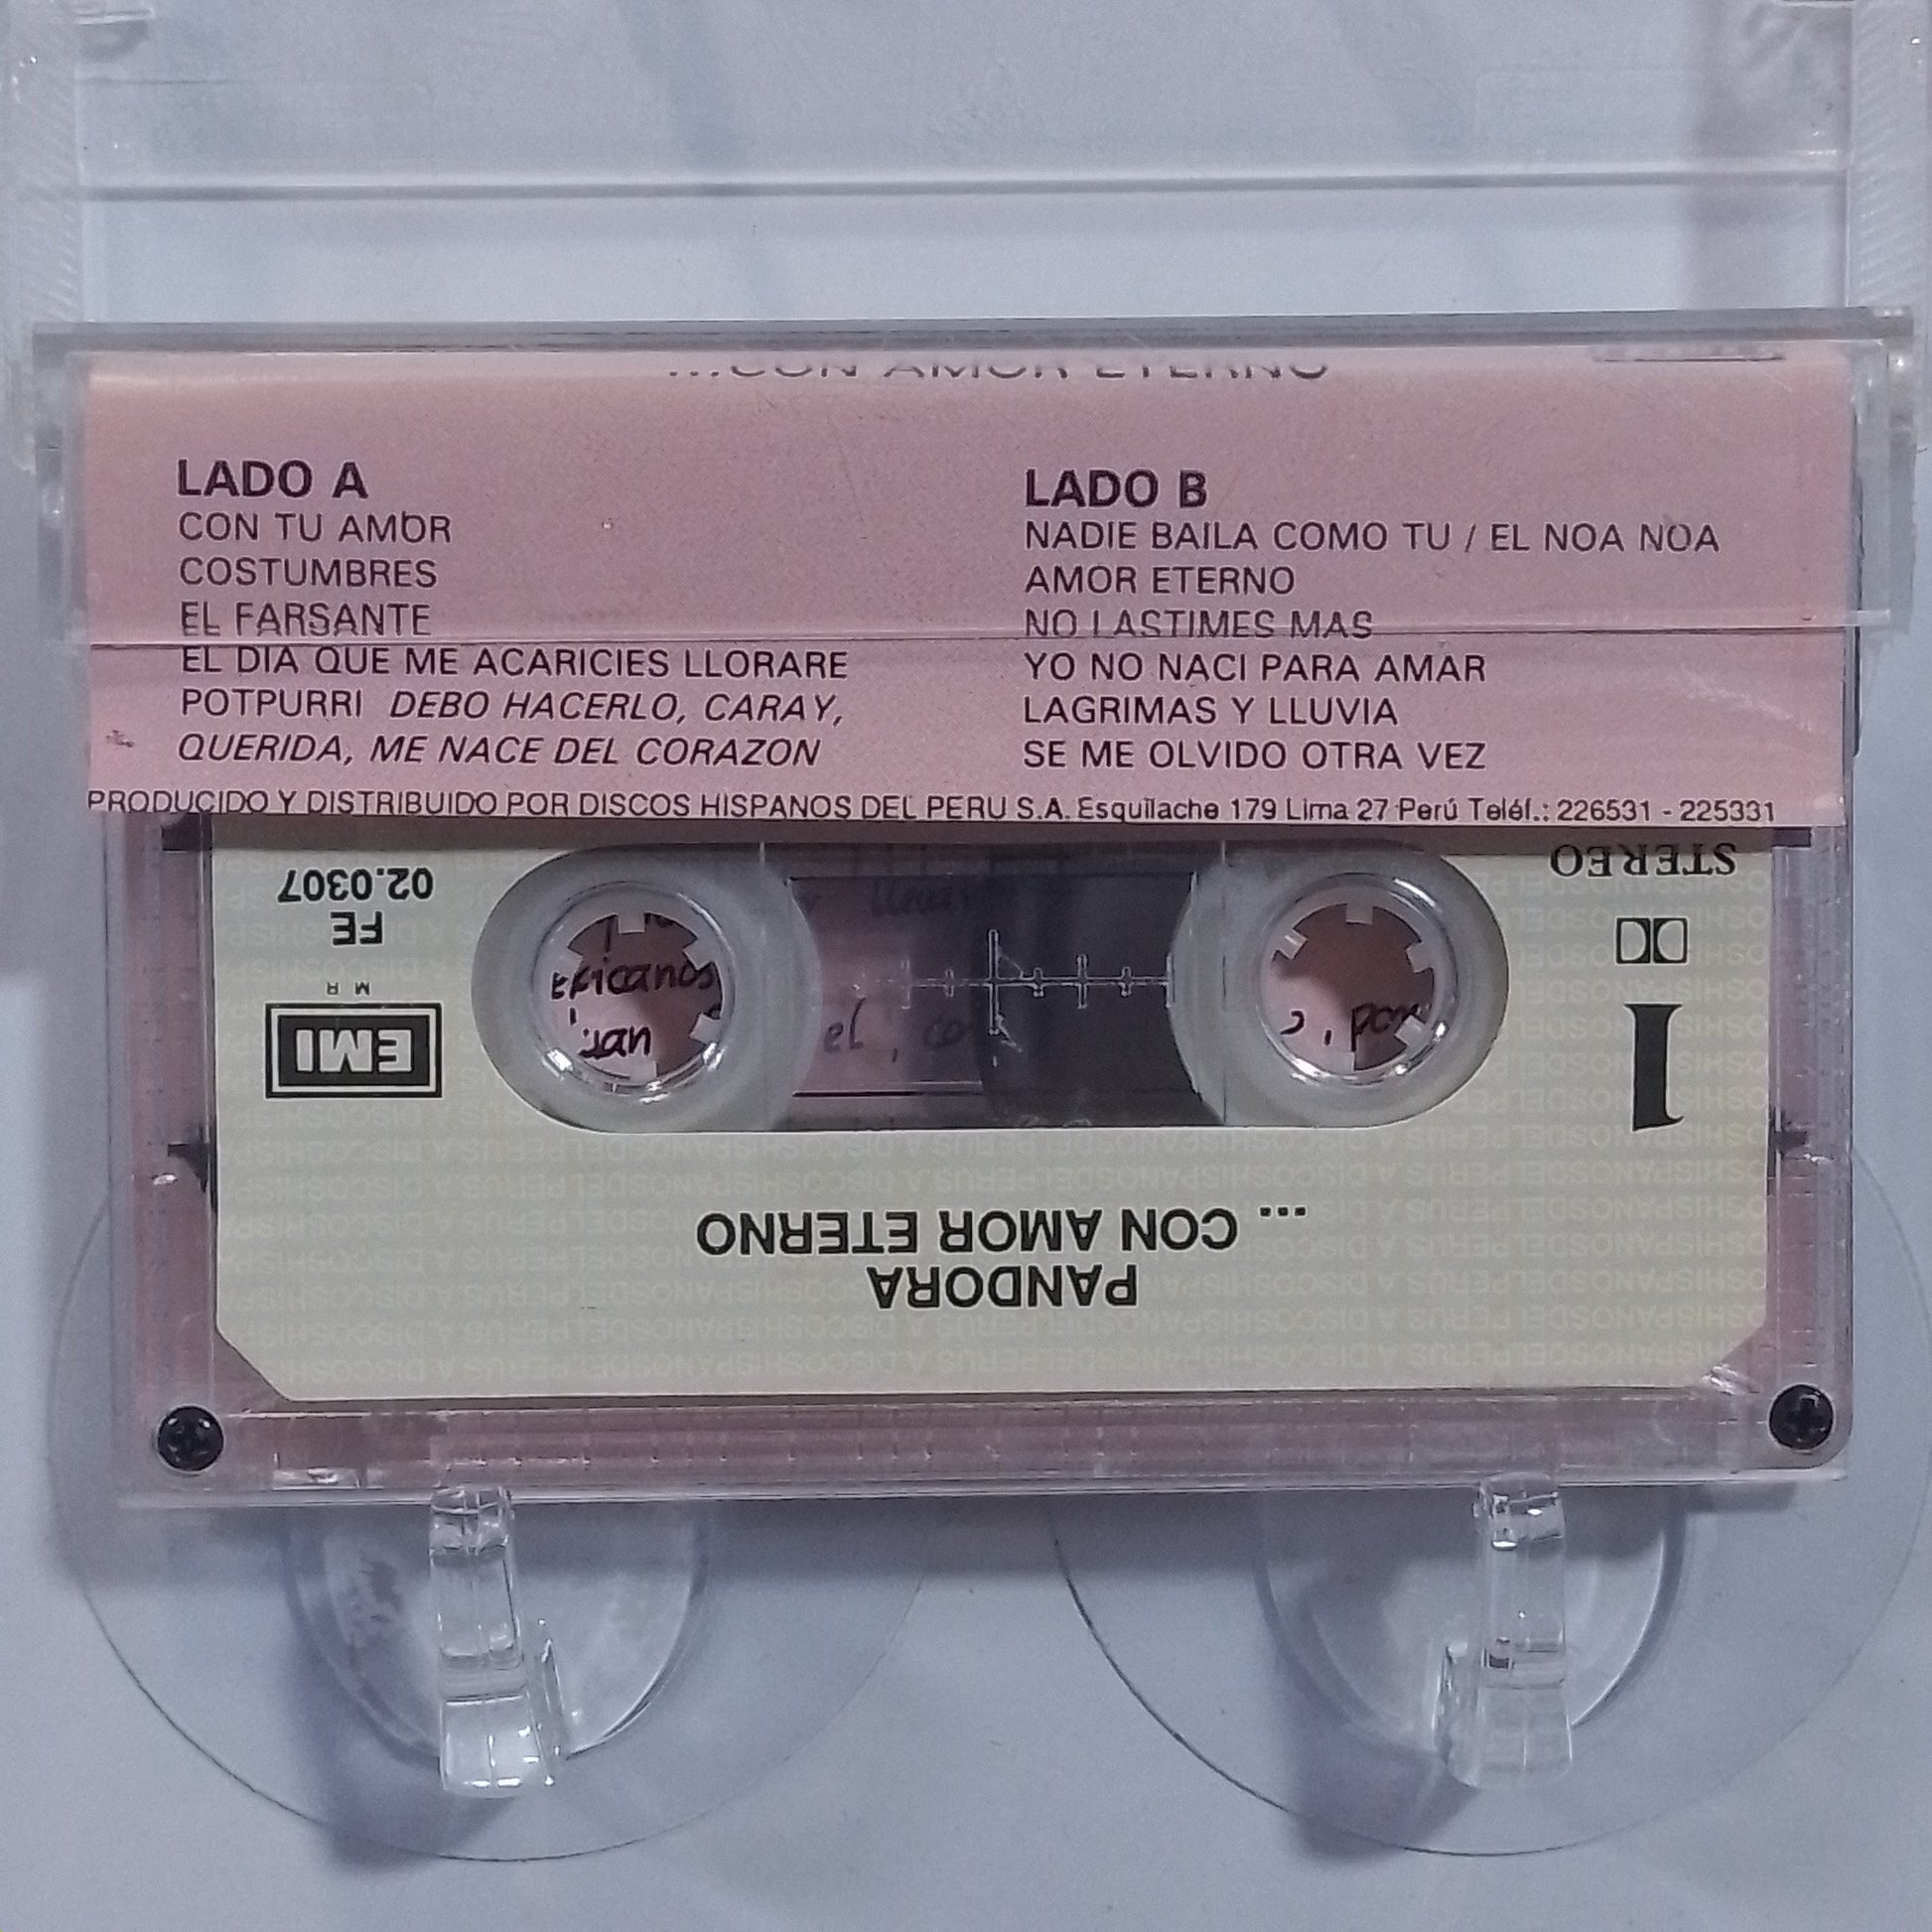 ...CON AMOR ETERNO
LADO A
CON TU AMOR
COSTUMBRES
EL FARSANTE
EL DIA QUE ME ACARICIES LLORARE
POTPURRI DEBO HACERLO, CARAY,
QUERIDA, ME NACE DEL CORAZON
LADO B
NADIE BAILA COMO TU / EL NOA NOA
AMOR ETERNO
NO LASTIMES MAS
YO NO NACI PARA AMAR
LAGRIMAS Y LLUVIA
SE ME OLVIDO OTRA VEZ
PRODUCIDO Y DISTRIBUIDO POR DISCOS HISPANOS DEL PERU S.A. Esquilache 179 Lima 27 Perú Teléf.: 226531 - 225331
PANDORA
... CON AMOR ETERNO
1
STEREO
EMI
M R
FE
02.0307
el, co